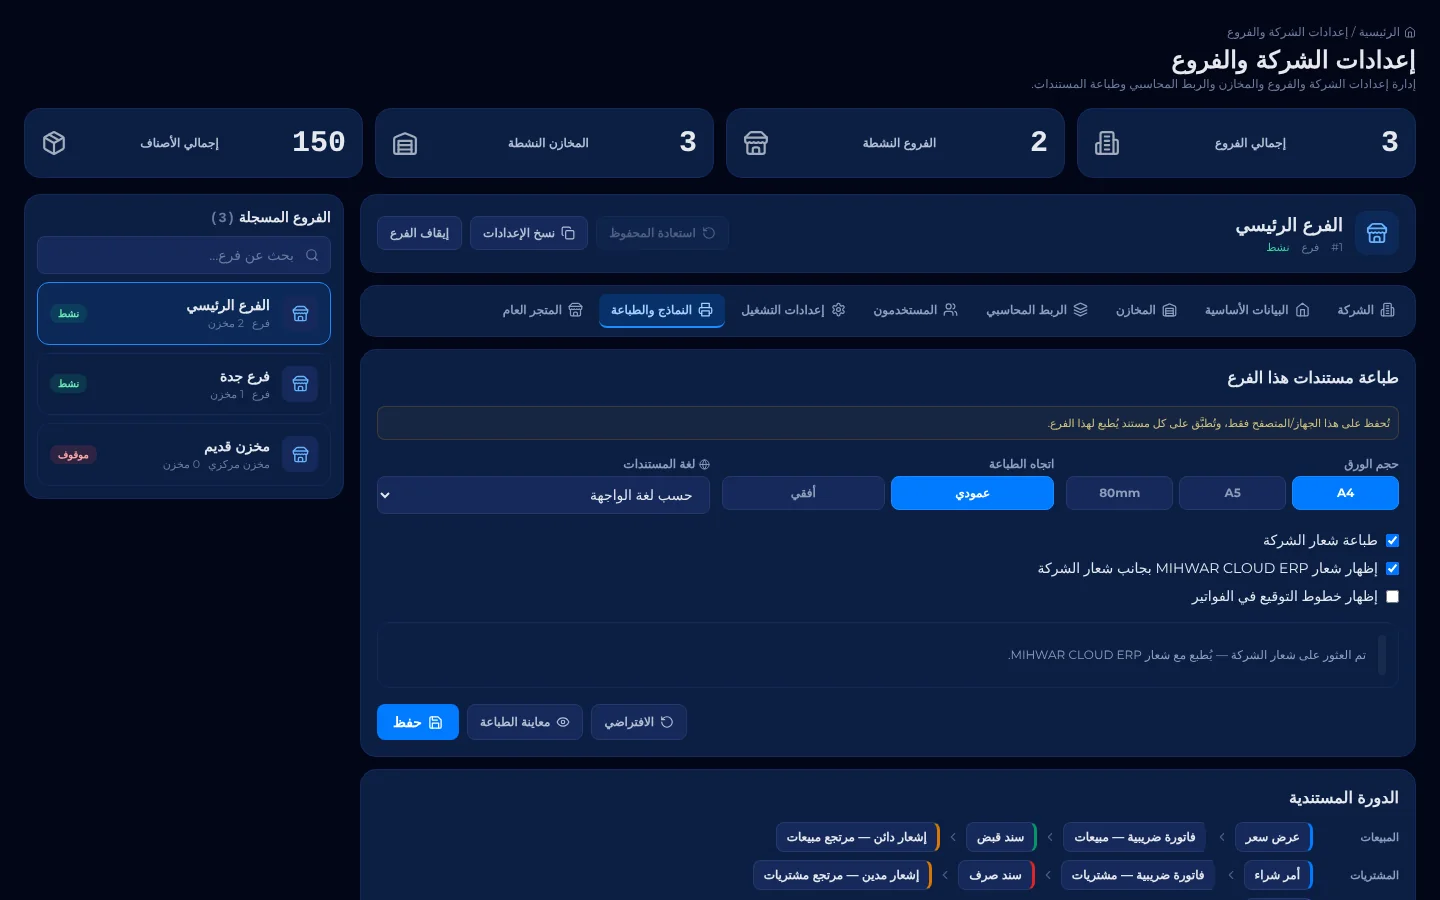 الرئيسية / إعدادات الشركة والفروع
إعدادات الشركة والفروع
إدارة إعدادات الشركة والفروع والمخازن والربط المحاسبي وطباعة المستندات.
3 إجمالي الفروع
2 الفروع النشطة
3 المخازن النشطة
150 إجمالي الأصناف
الفرع الرئيسي
#1 فرع نشط
استعادة المحفوظ
نسخ الإعدادات
إيقاف الفرع
الشركة
البيانات الأساسية
المخازن
الربط المحاسبي
المستخدمون
إعدادات التشغيل
النماذج والطباعة
المتجر العام
طباعة مستندات هذا الفرع
تُحفظ على هذا الجهاز/المتصفح فقط، وتُطبَّق على كل مستند يُطبع لهذا الفرع.
حجم الورق
A4
A5
80mm
اتجاه الطباعة
عمودي
أفقي
لغة المستندات
حسب لغة الواجهة
طباعة شعار الشركة
إظهار شعار MIHWAR CLOUD ERP بجانب شعار الشركة
إظهار خطوط التوقيع في الفواتير
تم العثور على شعار الشركة — يُطبع مع شعار MIHWAR CLOUD ERP.
الافتراضي
معاينة الطباعة
حفظ
الدورة المستندية
المبيعات
عرض سعر
فاتورة ضريبية — مبيعات
سند قبض
إشعار دائن — مرتجع مبيعات
المشتريات
أمر شراء
فاتورة ضريبية — مشتريات
سند صرف
إشعار مدين — مرتجع مشتريات
الفروع المسجلة (3)
بحث عن فرع...
الفرع الرئيسي
فرع 2 مخزن
نشط
فرع جدة
فرع 1 مخزن
نشط
مخزن قديم
مخزن مركزي 0 مخزن
موقوف